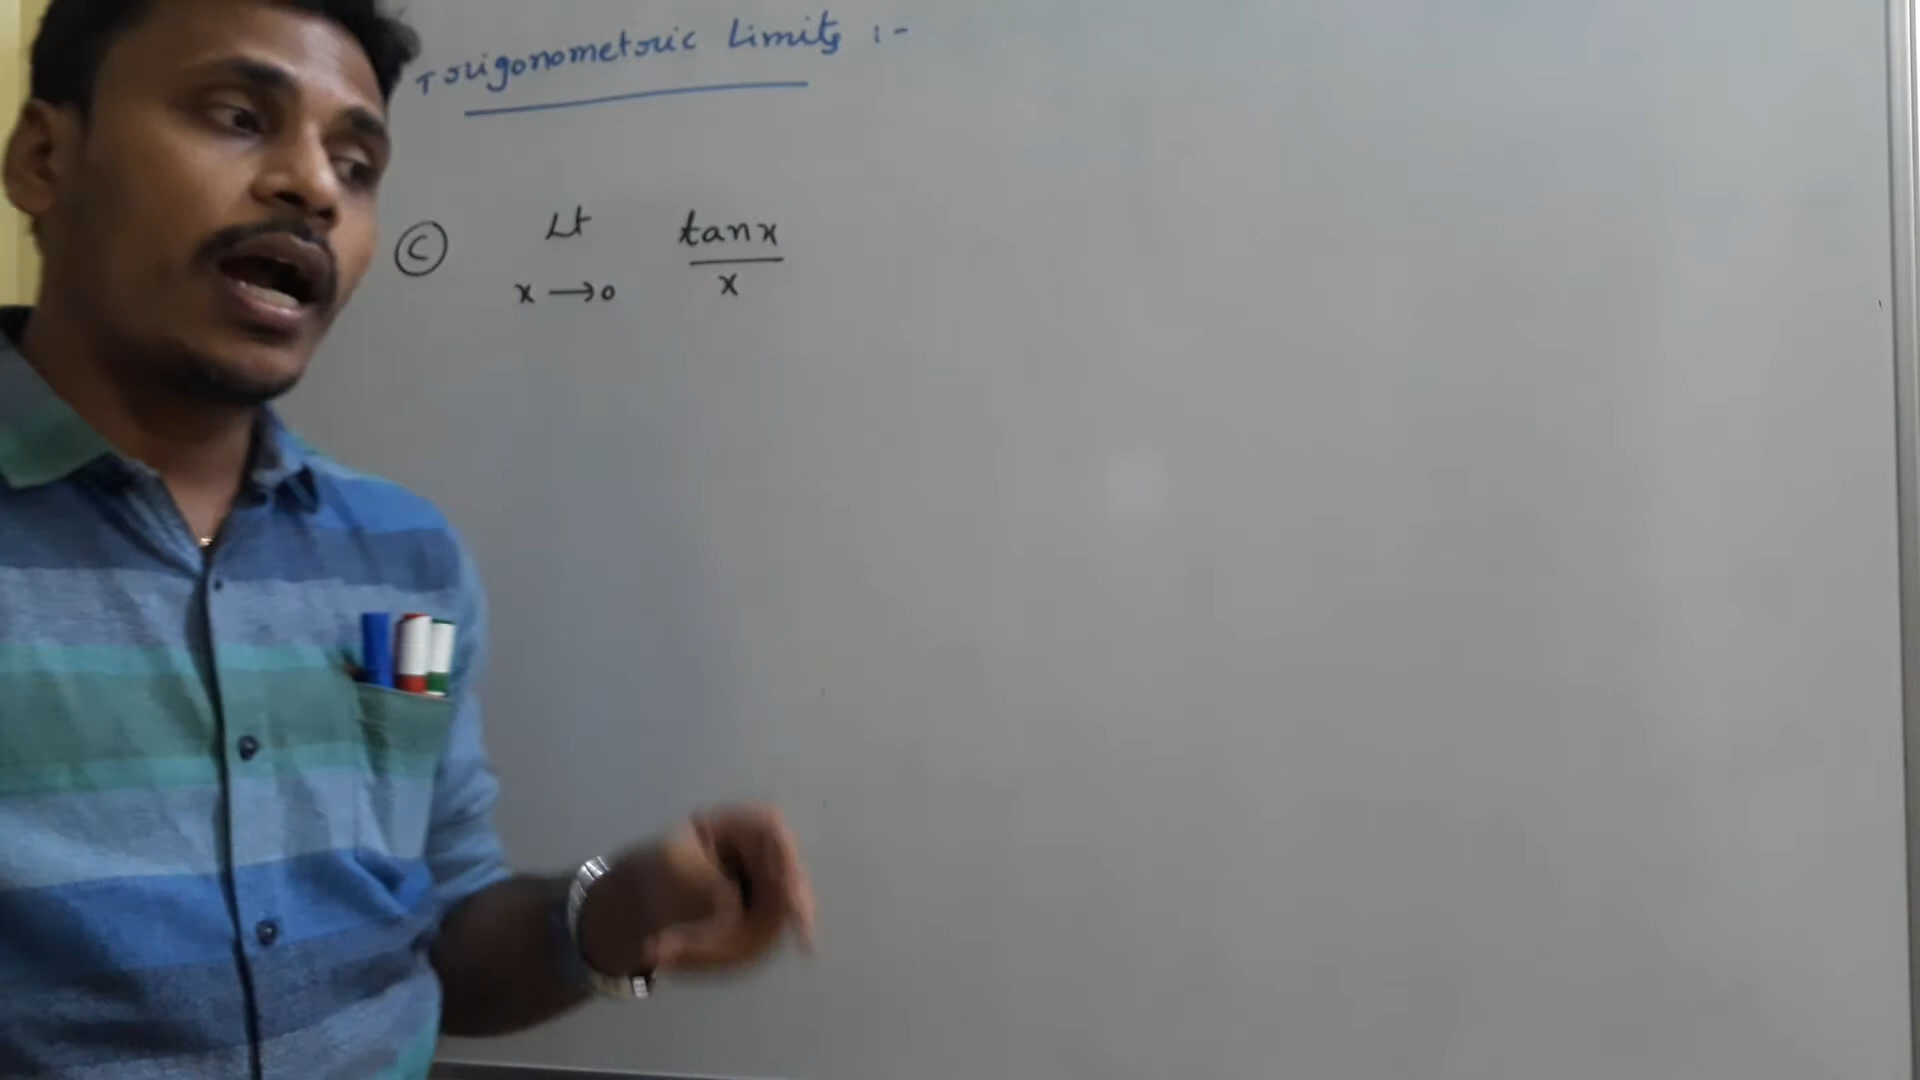 Trigonometric Limits :-
(c) Lt tanx
x→0 x